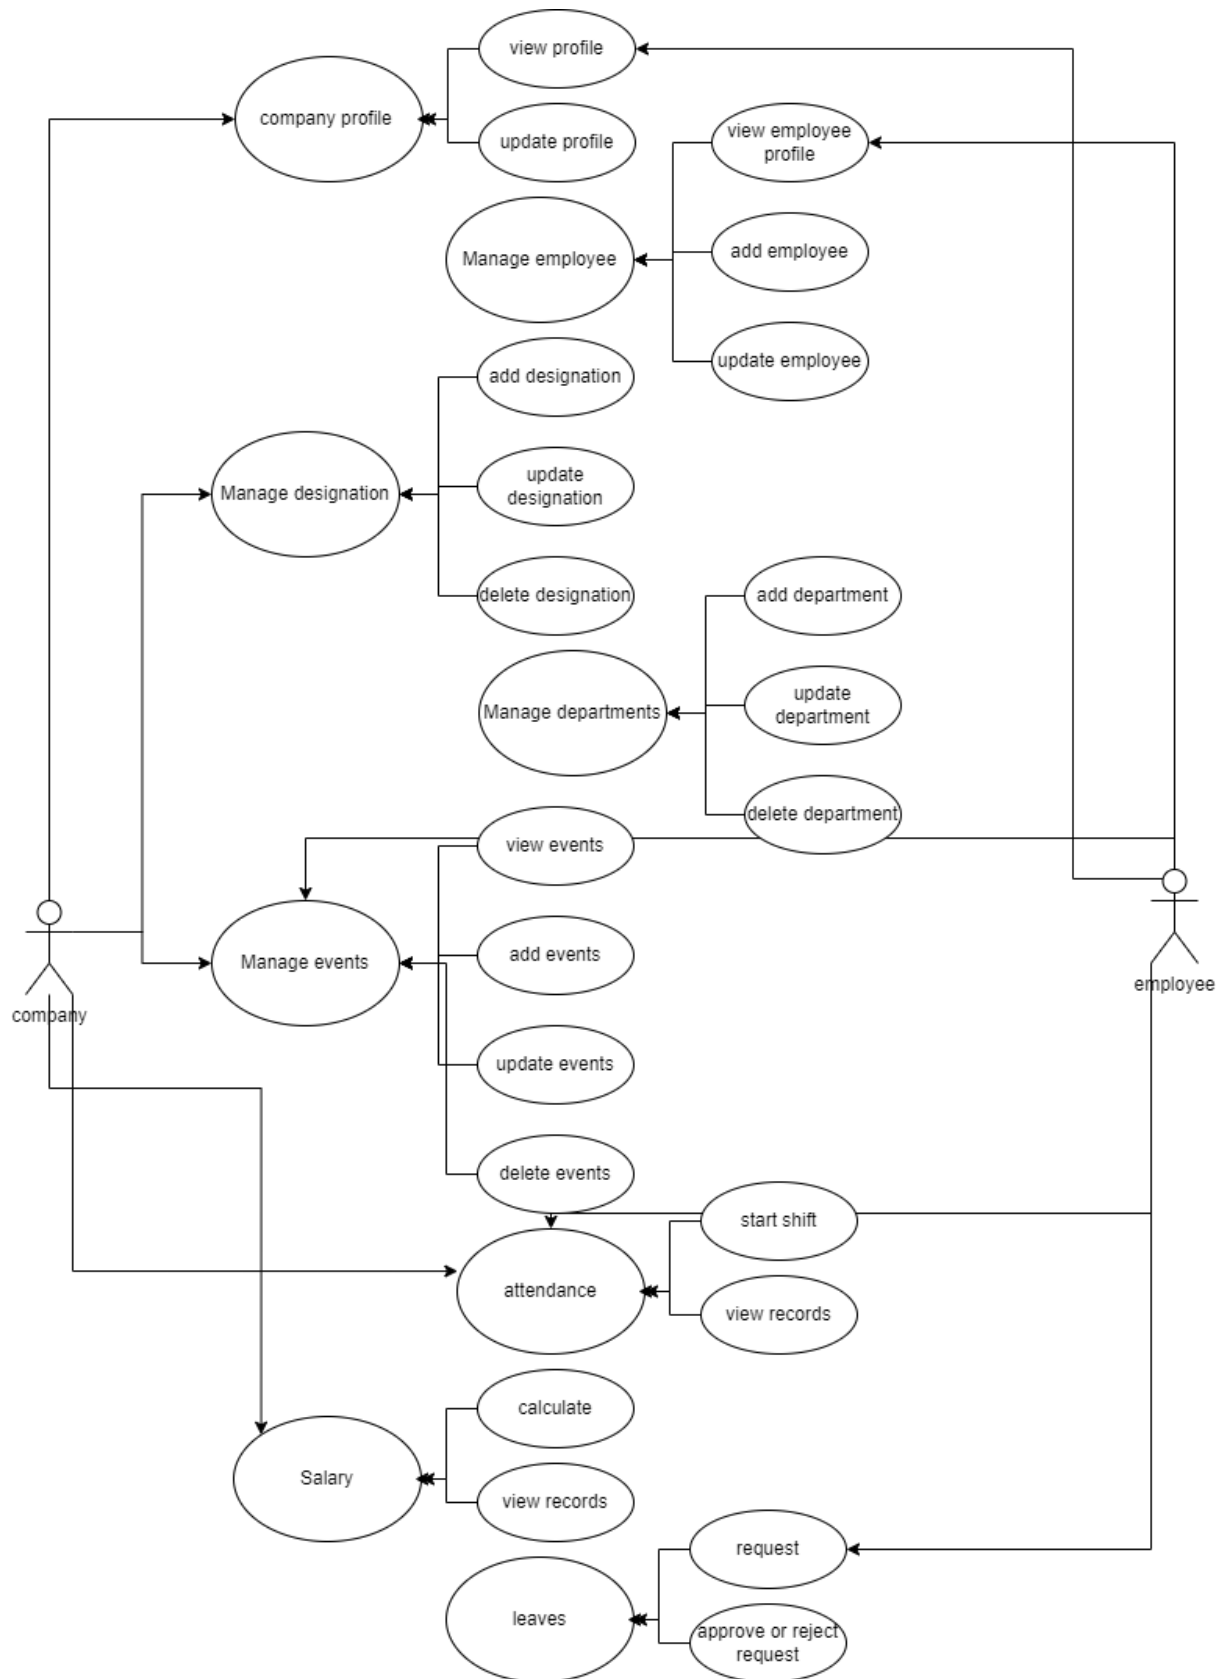 view profile
company profile
update profile
view employee
profile
Manage employee
add employee
update employee
add designation
Manage designation
update
designation
delete designation
add department
Manage departments
update
department
delete department
view events
Manage events
add events
employee
company
update events
delete events
start shift
attendance
view records
calculate
Salary
view records
request
leaves
approve or reject
request